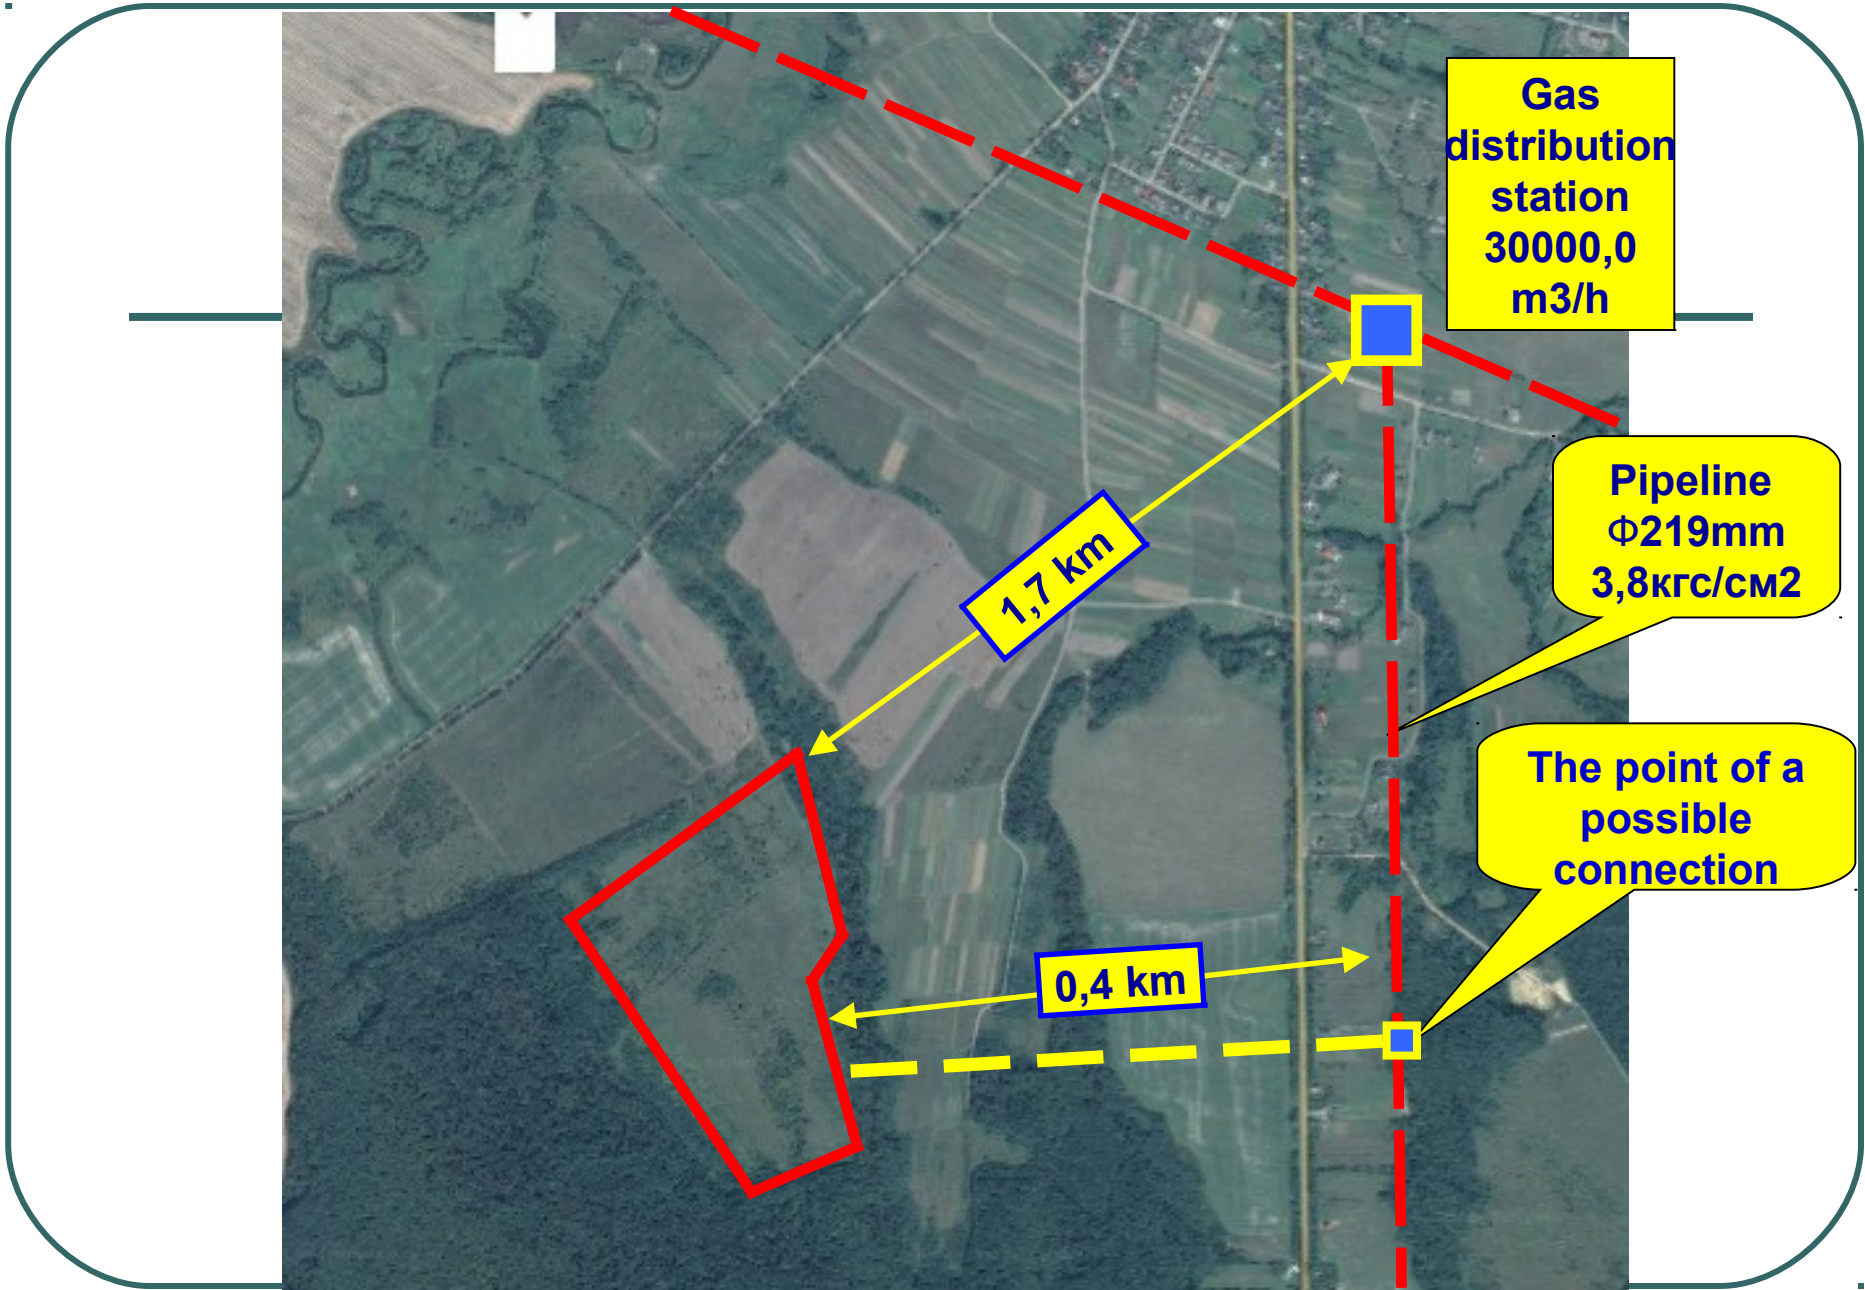 Gas
distribution
station
30000,0
m3/h
Pipeline
Ф219mm
3,8кгс/см2
1,7 km
The point of a
possible
connection
0,4 km